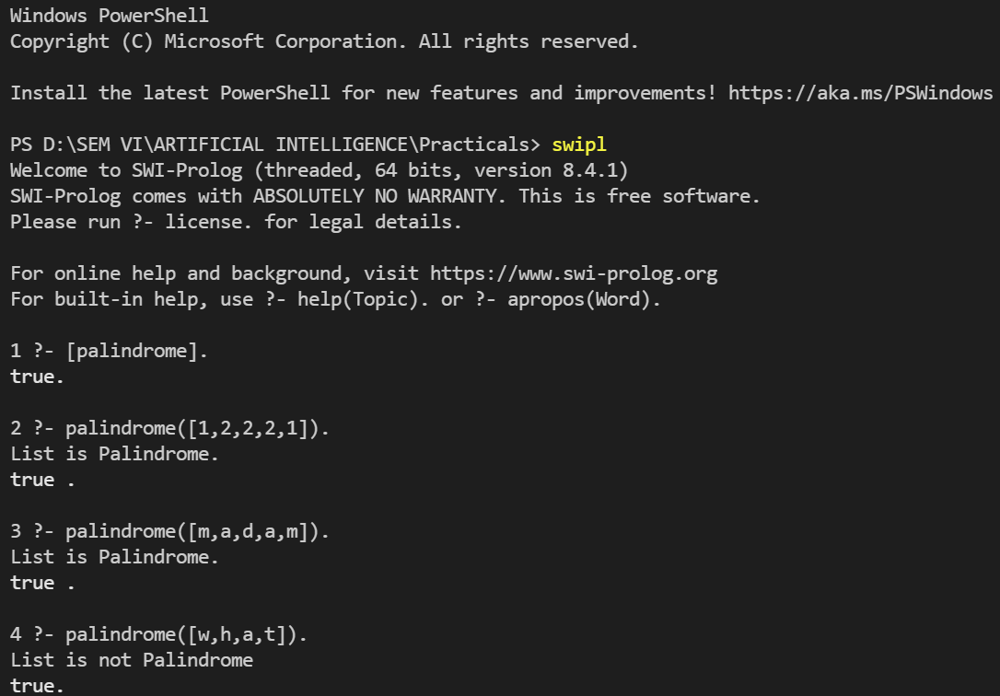 Windows PowerShell
Copyright (C) Microsoft Corporation. All rights reserved.
Install the latest PowerShell for new features and improvements! https://aka.ms/PSWindows
PS D:\SEM VI\ARTIFICIAL INTELLIGENCE\Practicals> swipl
Welcome to SWI-Prolog (threaded, 64 bits, version 8.4.1)
SWI-Prolog comes with ABSOLUTELY NO WARRANTY. This is free software.
Please run ?- license. for legal details.
For online help and background, visit https://www.swi-prolog.org
For built-in help, use ?- help(Topic). or ?- apropos(Word).
1 ?- [palindrome].
true.
2 ?- palindrome([1,2,2,2,1]).
List is Palindrome.
true .
3 ?- palindrome([m,a,d,a,m]).
List is Palindrome.
true .
4 ?- palindrome([w,h,a,t]).
List is not Palindrome
true.